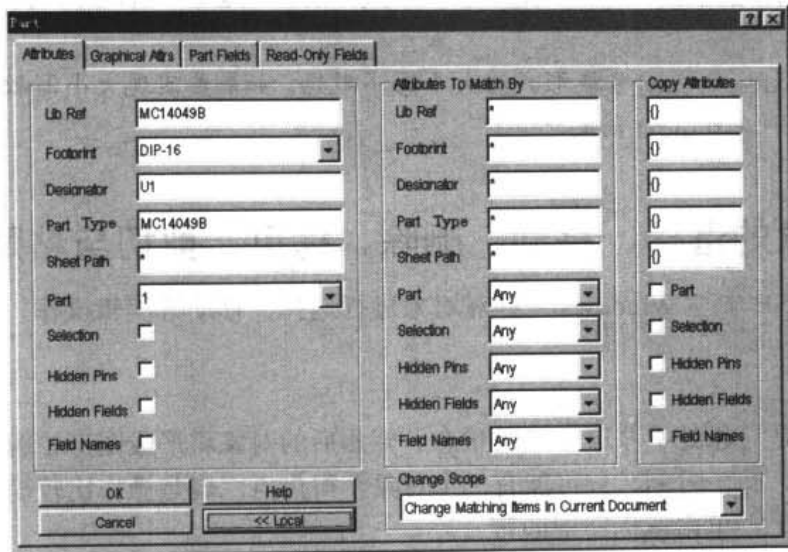 Part
Attributes Graphical Attrs Part Fields Read-Only Fields
Lib Ref MC14049B
Footprint DIP-16
Designator U1
Part Type MC14049B
Sheet Path *
Part 1
Selection
Hidden Pins
Hidden Fields
Field Names
OK Help
Cancel << Local
Attributes To Match By
Lib Ref *
Footprint *
Designator *
Part Type *
Sheet Path *
Part Any
Selection Any
Hidden Pins Any
Hidden Fields Any
Field Names Any
Copy Attributes
{}
{}
{}
{}
{}
Part
Selection
Hidden Pins
Hidden Fields
Field Names
Change Scope
Change Matching Items In Current Document